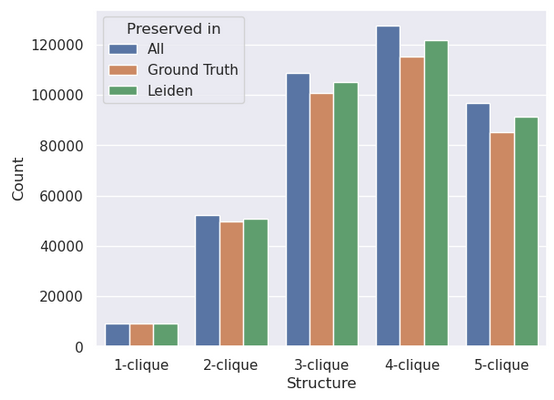 Preserved in
All
Ground Truth
Leiden
120000
100000
80000
60000
40000
20000
0
Count
1-clique 2-clique 3-clique 4-clique 5-clique
Structure